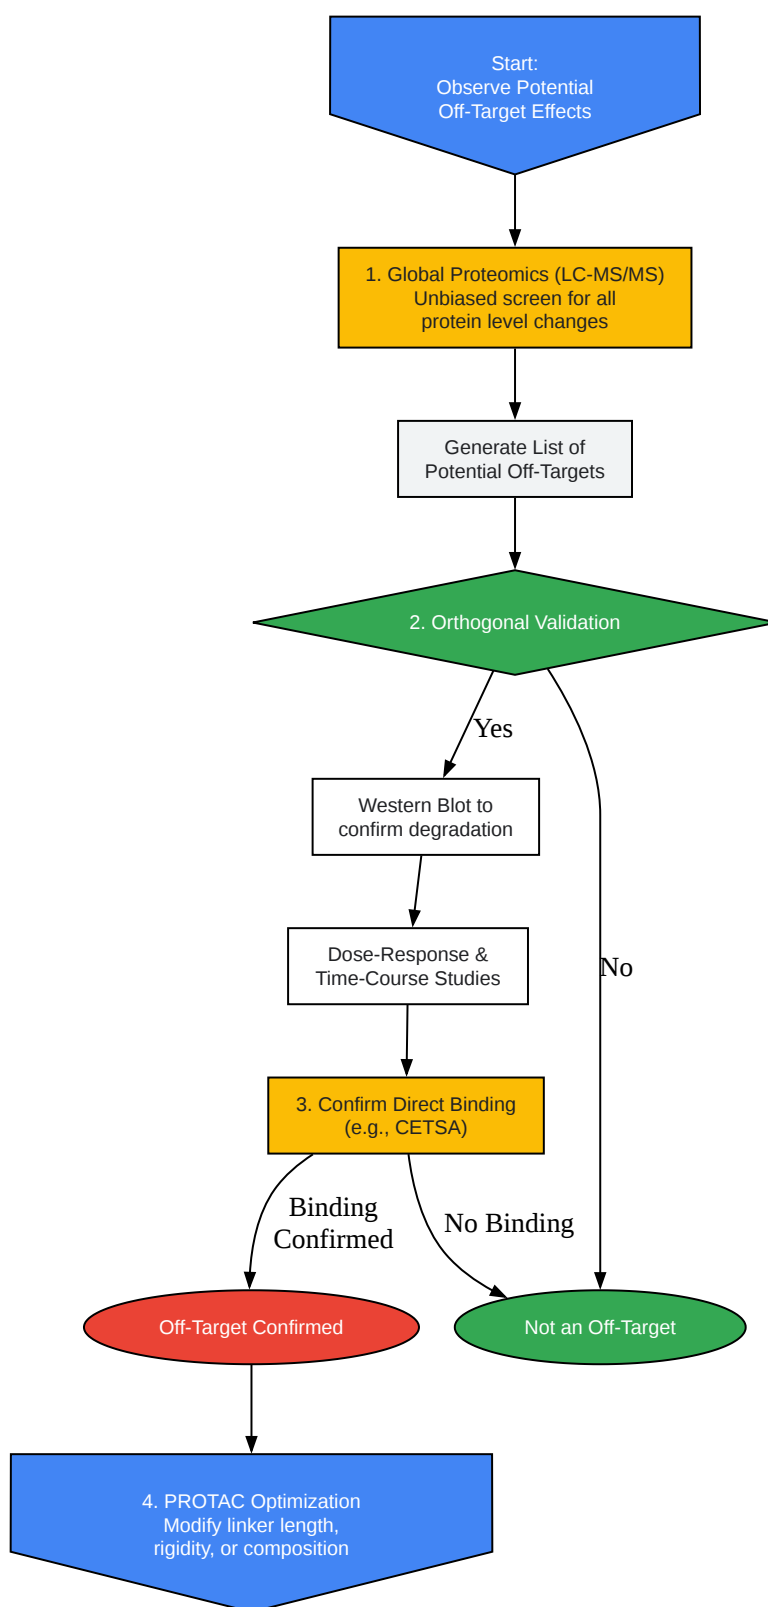 Start:
Observe Potential
Off-Target Effects
1. Global Proteomics (LC-MS/MS)
Unbiased screen for all
protein level changes
Generate List of
Potential Off-Targets
2. Orthogonal Validation
Yes
Western Blot to
confirm degradation
Dose-Response &
Time-Course Studies
No
3. Confirm Direct Binding
(e.g., CETSA)
Binding
Confirmed
No Binding
Off-Target Confirmed
Not an Off-Target
4. PROTAC Optimization
Modify linker length,
rigidity, or composition